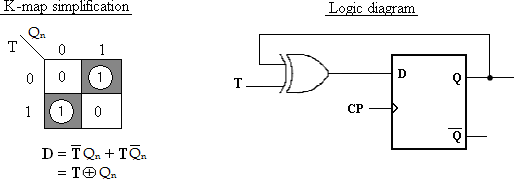 K-map simplification
Logic diagram
Qn
T
0 1
0 0 1
1 1 0
D = T̅ Qn + T Q̅n
= T ⊕ Qn
T
D Q
CP
Q̅